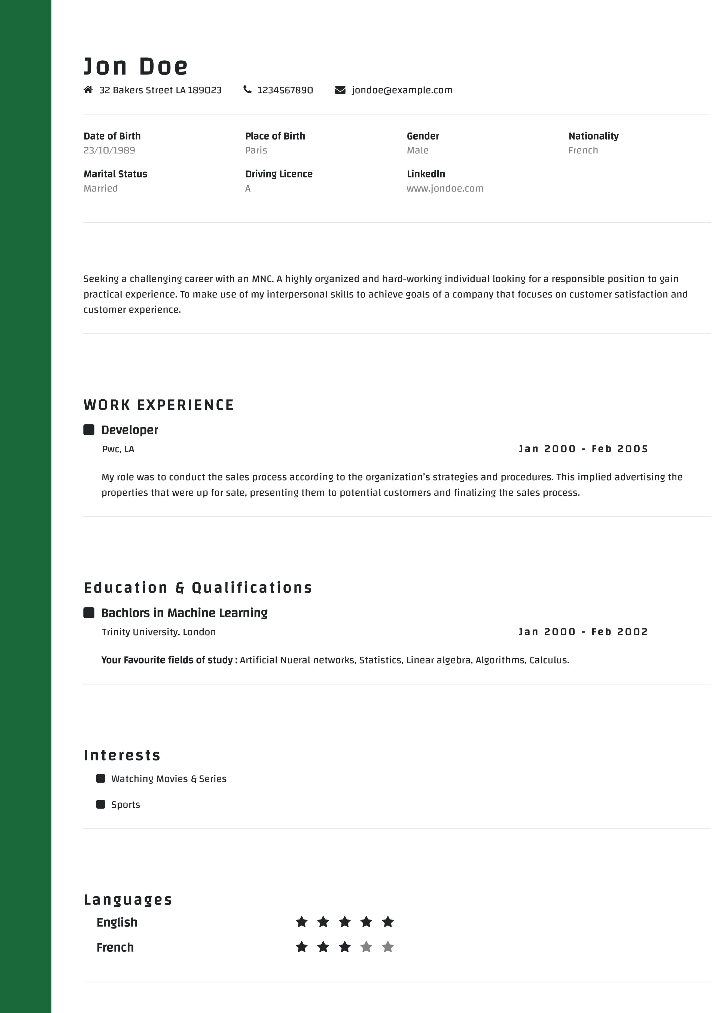 Jon Doe
32 Bakers Street LA 189023 1234567890 jondoe@example.com
Date of Birth Place of Birth Gender Nationality
23/10/1989 Paris Male French
Marital Status Driving Licence LinkedIn
Married A www.jondoe.com
Seeking a challenging career with an MNC. A highly organized and hard-working individual looking for a responsible position to gain
practical experience. To make use of my interpersonal skills to achieve goals of a company that focuses on customer satisfaction and
customer experience.
WORK EXPERIENCE
Developer
Pwc, LA Jan 2000 - Feb 2005
My role was to conduct the sales process according to the organization's strategies and procedures. This implied advertising the
properties that were up for sale, presenting them to potential customers and finalizing the sales process.
Education & Qualifications
Bachlors in Machine Learning
Trinity University, London Jan 2000 - Feb 2002
Your Favourite fields of study : Artificial Nueral networks, Statistics, Linear algebra, Algorithms, Calculus.
Interests
Watching Movies & Series
Sports
Languages
English
French